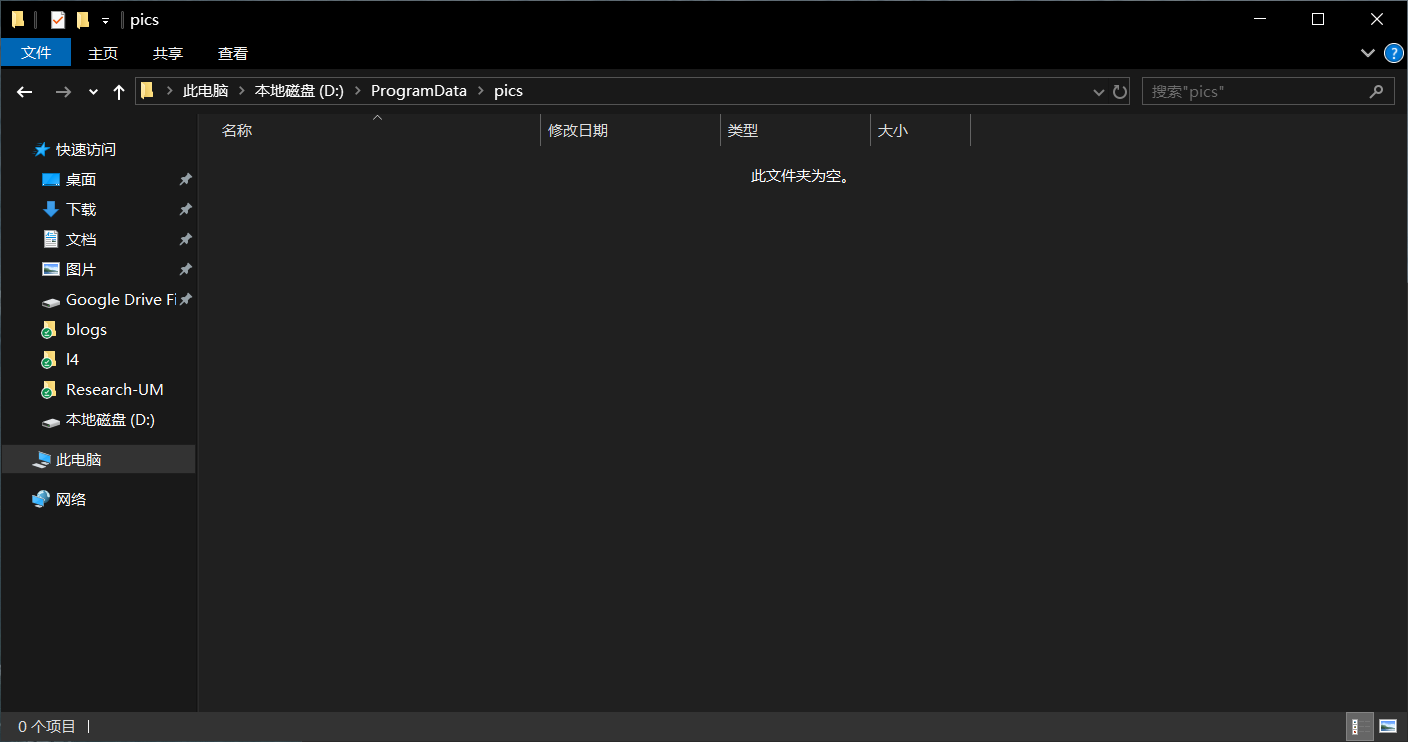 pics
文件 主页 共享 查看
此电脑 本地磁盘 (D:) ProgramData pics 搜索"pics"
名称 修改日期 类型 大小
此文件夹为空。
快速访问
桌面
下载
文档
图片
Google Drive Fi
blogs
l4
Research-UM
本地磁盘 (D:)
此电脑
网络
0 个项目